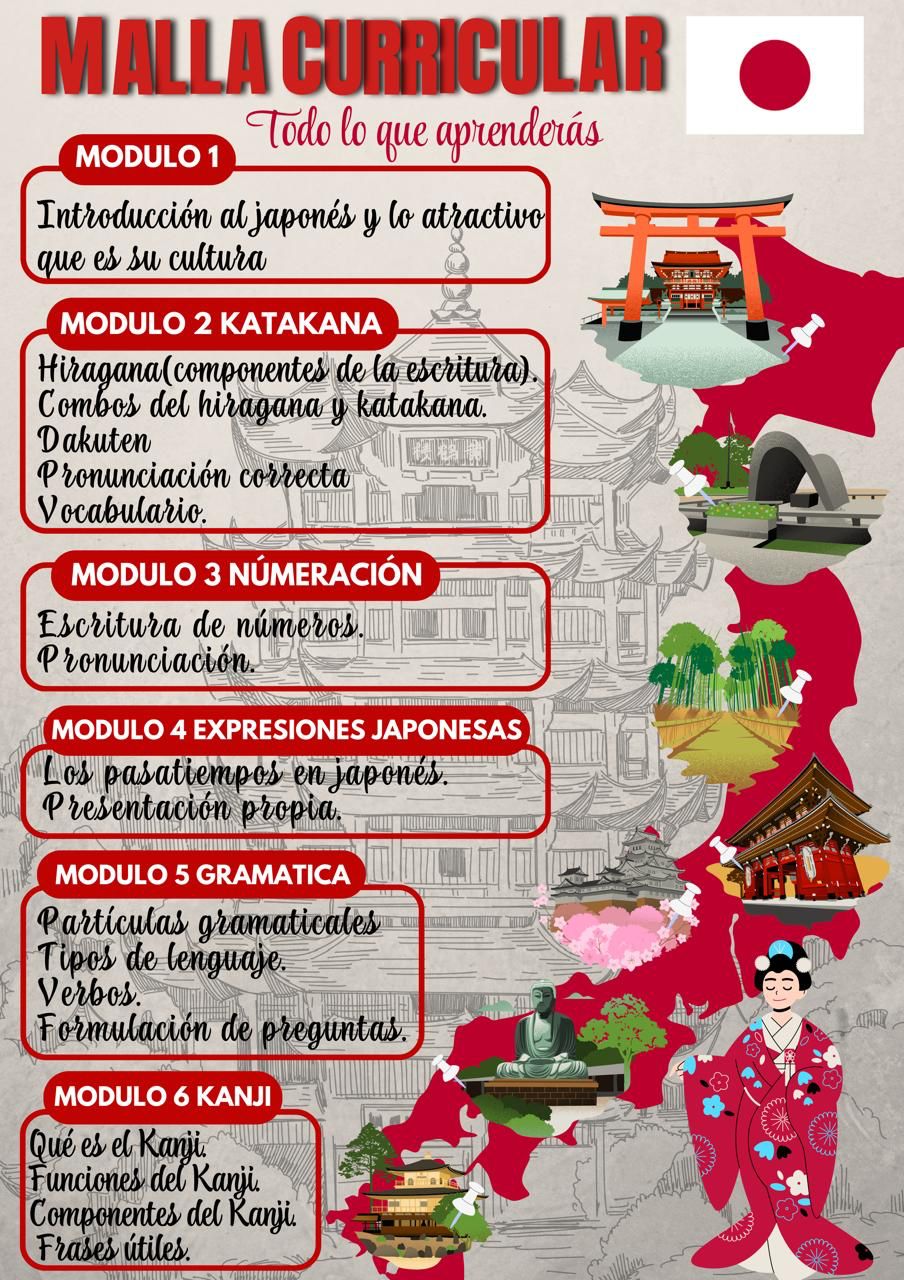 MALLA CURRICULAR
Todo lo que aprenderás
MODULO 1
Introducción al japonés y lo atractivo
que es su cultura
MODULO 2 KATAKANA
Hiragana(componentes de la escritura).
Combos del hiragana y katakana.
Dakuten
Pronunciación correcta
Vocabulario.
MODULO 3 NÚMERACIÓN
Escritura de números.
Pronunciación.
MODULO 4 EXPRESIONES JAPONESAS
Los pasatiempos en japonés.
Presentación propia.
MODULO 5 GRAMATICA
Partículas gramaticales
Tipos de lenguaje.
Verbos.
Formulación de preguntas.
MODULO 6 KANJI
Qué es el Kanji.
Funciones del Kanji.
Componentes del Kanji.
Frases útiles.